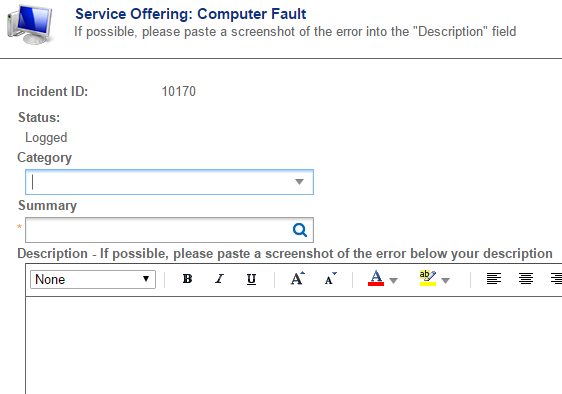 Service Offering: Computer Fault
If possible, please paste a screenshot of the error into the "Description" field
Incident ID: 10170
Status:
Logged
Category
Summary
*
Description - If possible, please paste a screenshot of the error below your description
None B I U A A A ab